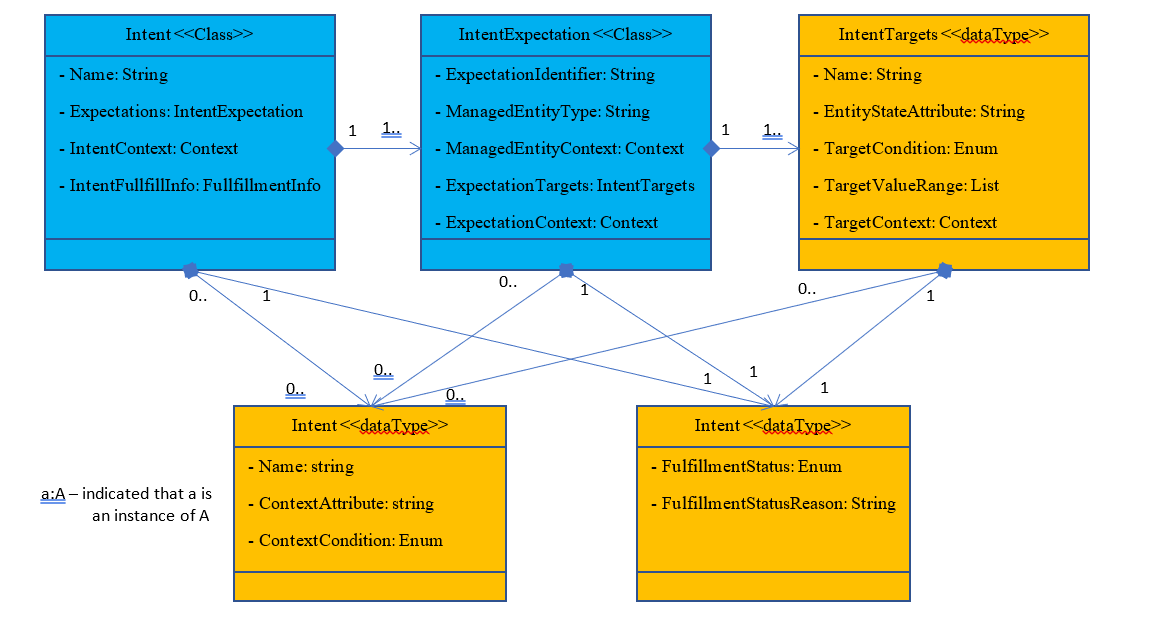 Intent <<Class>>
- Name: String
- Expectations: IntentExpectation
- IntentContext: Context
- IntentFullfillInfo: FullfillmentInfo
1
1..
IntentExpectation <<Class>>
- ExpectationIdentifier: String
- ManagedEntityType: String
- ManagedEntityContext: Context
- ExpectationTargets: IntentTargets
- ExpectationContext: Context
1
1..
IntentTargets <<dataType>>
- Name: String
- EntityStateAttribute: String
- TargetCondition: Enum
- TargetValueRange: List
- TargetContext: Context
0..
1
0..
1
0..
1
0..
0..
0..
1
1
1
Intent <<dataType>>
- Name: string
- ContextAttribute: string
- ContextCondition: Enum
Intent <<dataType>>
- FulfillmentStatus: Enum
- FulfillmentStatusReason: String
a:A – indicated that a is
an instance of A